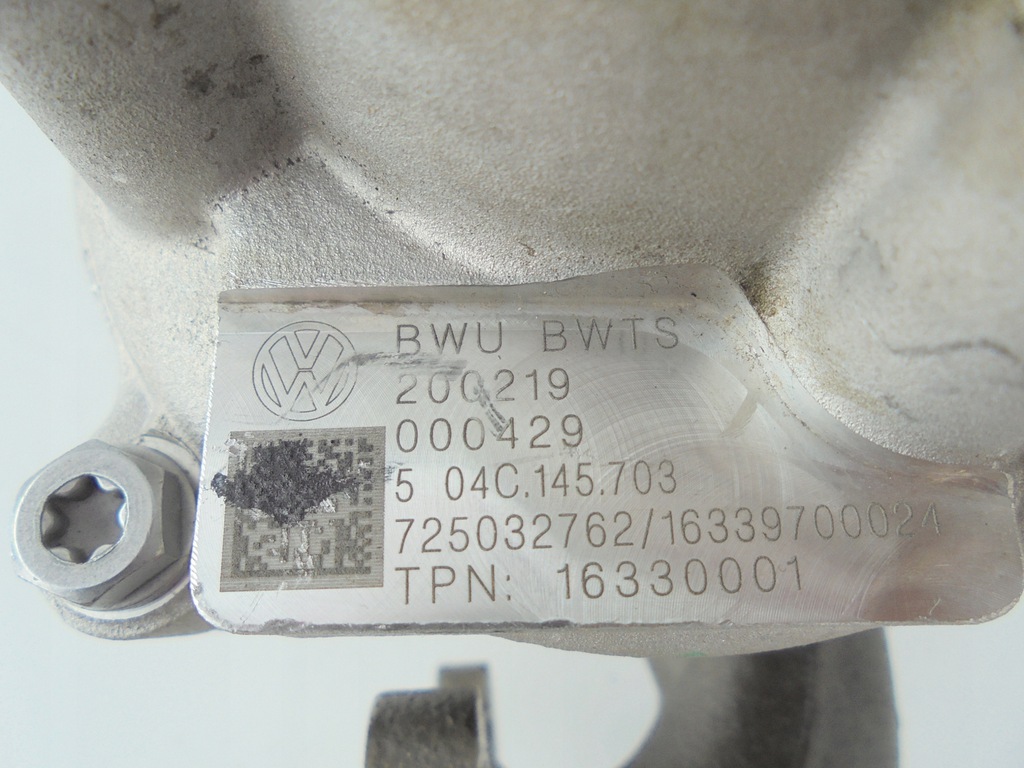 BWU BWTS
200219
000429
5 04C.145.703
725032762/16339700024
TPN: 16330001